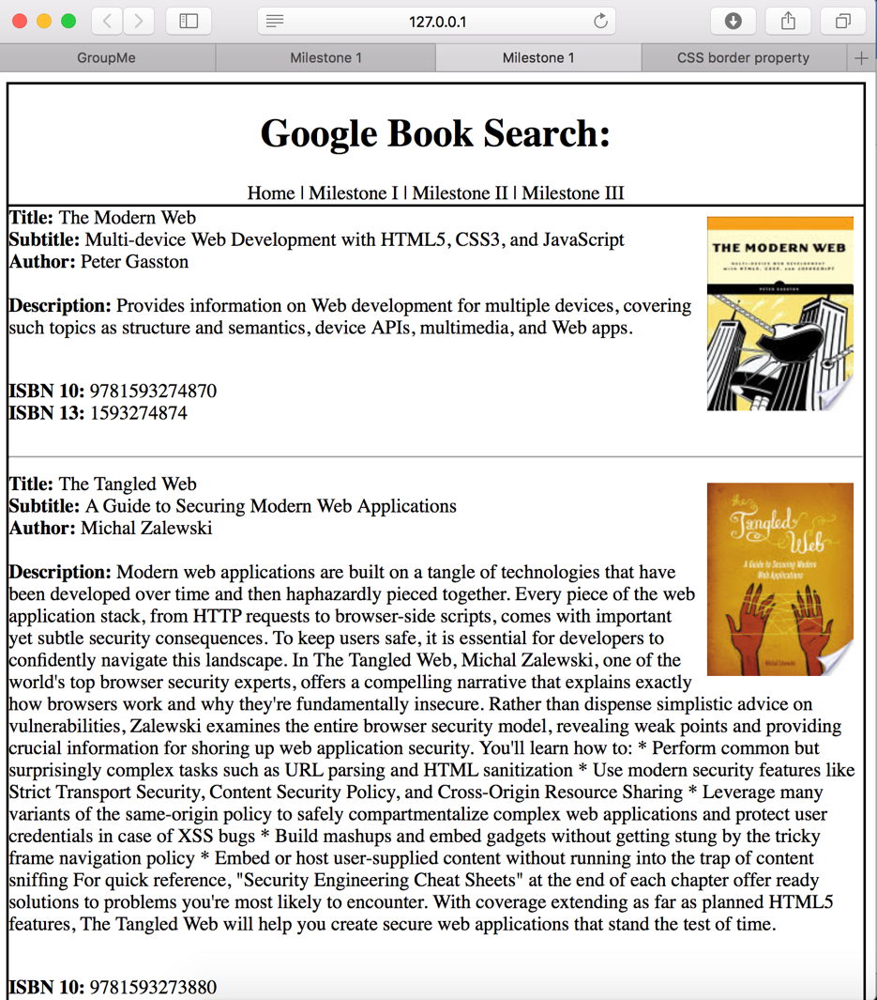 127.0.0.1
GroupMe
Milestone 1
Milestone 1
CSS border property
Google Book Search:
Home | Milestone I | Milestone II | Milestone III
Title: The Modern Web
Subtitle: Multi-device Web Development with HTML5, CSS3, and JavaScript
Author: Peter Gasston
Description: Provides information on Web development for multiple devices, covering
such topics as structure and semantics, device APIs, multimedia, and Web apps.
ISBN 10: 9781593274870
ISBN 13: 1593274874
THE MODERN WEB
MULTI-DEVICE WEB DEVELOPMENT
WITH HTML5, CSS3, AND JAVASCRIPT
PETER GASSTON
Title: The Tangled Web
Subtitle: A Guide to Securing Modern Web Applications
Author: Michal Zalewski
Description: Modern web applications are built on a tangle of technologies that have
been developed over time and then haphazardly pieced together. Every piece of the web
application stack, from HTTP requests to browser-side scripts, comes with important
yet subtle security consequences. To keep users safe, it is essential for developers to
confidently navigate this landscape. In The Tangled Web, Michal Zalewski, one of the
world's top browser security experts, offers a compelling narrative that explains exactly
how browsers work and why they're fundamentally insecure. Rather than dispense simplistic advice on
vulnerabilities, Zalewski examines the entire browser security model, revealing weak points and providing
crucial information for shoring up web application security. You'll learn how to: * Perform common but
surprisingly complex tasks such as URL parsing and HTML sanitization * Use modern security features like
Strict Transport Security, Content Security Policy, and Cross-Origin Resource Sharing * Leverage many
variants of the same-origin policy to safely compartmentalize complex web applications and protect user
credentials in case of XSS bugs * Build mashups and embed gadgets without getting stung by the tricky
frame navigation policy * Embed or host user-supplied content without running into the trap of content
sniffing For quick reference, "Security Engineering Cheat Sheets" at the end of each chapter offer ready
solutions to problems you're most likely to encounter. With coverage extending as far as planned HTML5
features, The Tangled Web will help you create secure web applications that stand the test of time.
the
Tangled
Web
A Guide to Securing Modern
Web Applications
Michal Zalewski
ISBN 10: 9781593273880